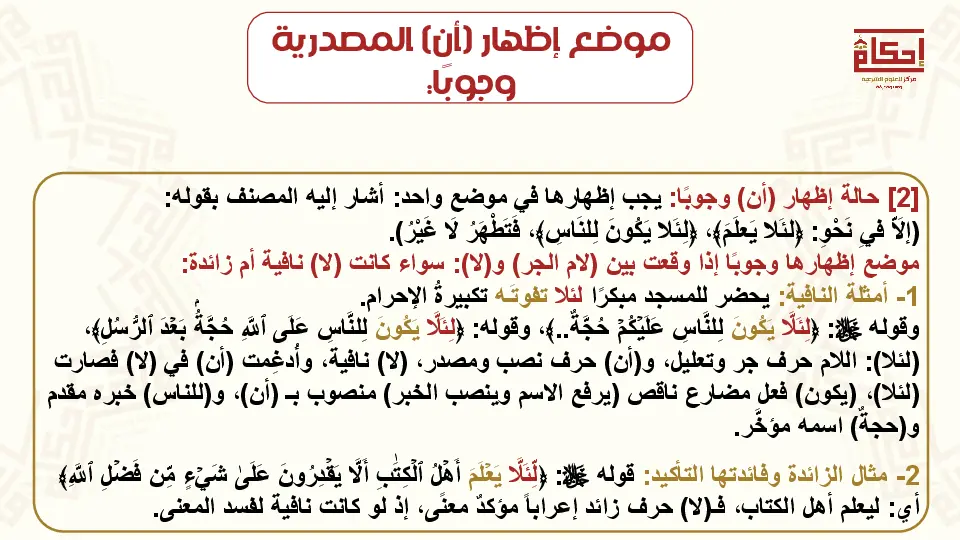 موضع إظهار (أن) المصدرية
وجوبًا:
إحكام
مركز للعلوم الشرعية
[2] حالة إظهار (أن) وجوبًا: يجب إظهارها في موضع واحد: أشار إليه المصنف بقوله:
(إلَّا في نَحْوِ: ﴿لئَلا يَعلَمَ﴾، ﴿لِئَلا يَكُونَ لِلنَاسِ﴾، فَتَظْهَرُ لَا غَيْرُ).
موضع إظهارها وجوبًا إذا وقعت بين (لام الجر) و(لا): سواء كانت (لا) نافية أم زائدة:
1- أمثلة النافية: يحضر للمسجد مبكرًا لئلا تفوتَه تكبيرةُ الإحرام.
وقوله ﷻ: ﴿لِئَلَّا يَكُونَ لِلنَّاسِ عَلَيْكُمْ حُجَّةٌ..﴾، وقوله: ﴿لِئَلَّا يَكُونَ لِلنَّاسِ عَلَى ٱللَّهِ حُجَّةُۢ بَعْدَ ٱلرُّسُلِ﴾،
(لئلا): اللام حرف جر وتعليل، و(أن) حرف نصب ومصدر، (لا) نافية، وأُدغِمت (أن) في (لا) فصارت
(لئلا)، (يكون) فعل مضارع ناقص (يرفع الاسم وينصب الخبر) منصوب بـ (أن)، و(للناس) خبره مقدم
و(حجةٌ) اسمه مؤخَّر.
2- مثال الزائدة وفائدتها التأكيد: قوله ﷻ: ﴿لِّئَلَّا يَعْلَمَ أَهْلُ ٱلْكِتَٰبِ أَلَّا يَقْدِرُونَ عَلَىٰ شَيْءٍ مِّن فَضْلِ ٱللَّهِ﴾
أي: ليعلم أهل الكتاب، فـ(لا) حرف زائد إعراباً مؤكدٌ معنًى، إذ لو كانت نافية لفسد المعنى.